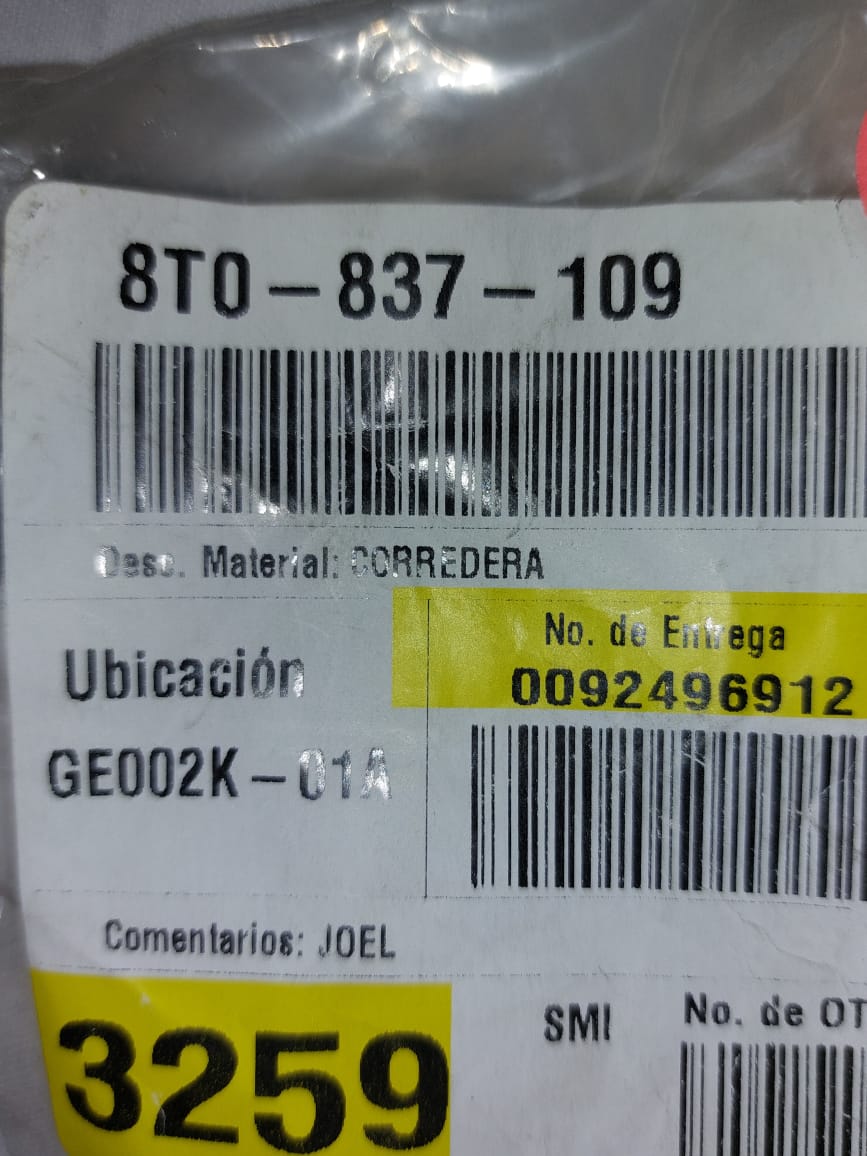 8T0-837-109
Desc. Material: CORREDERA
No. de Entrega
0092496912
Ubicación
GE002K-01A
Comentarios: JOEL
3259
SMI
No. de OT